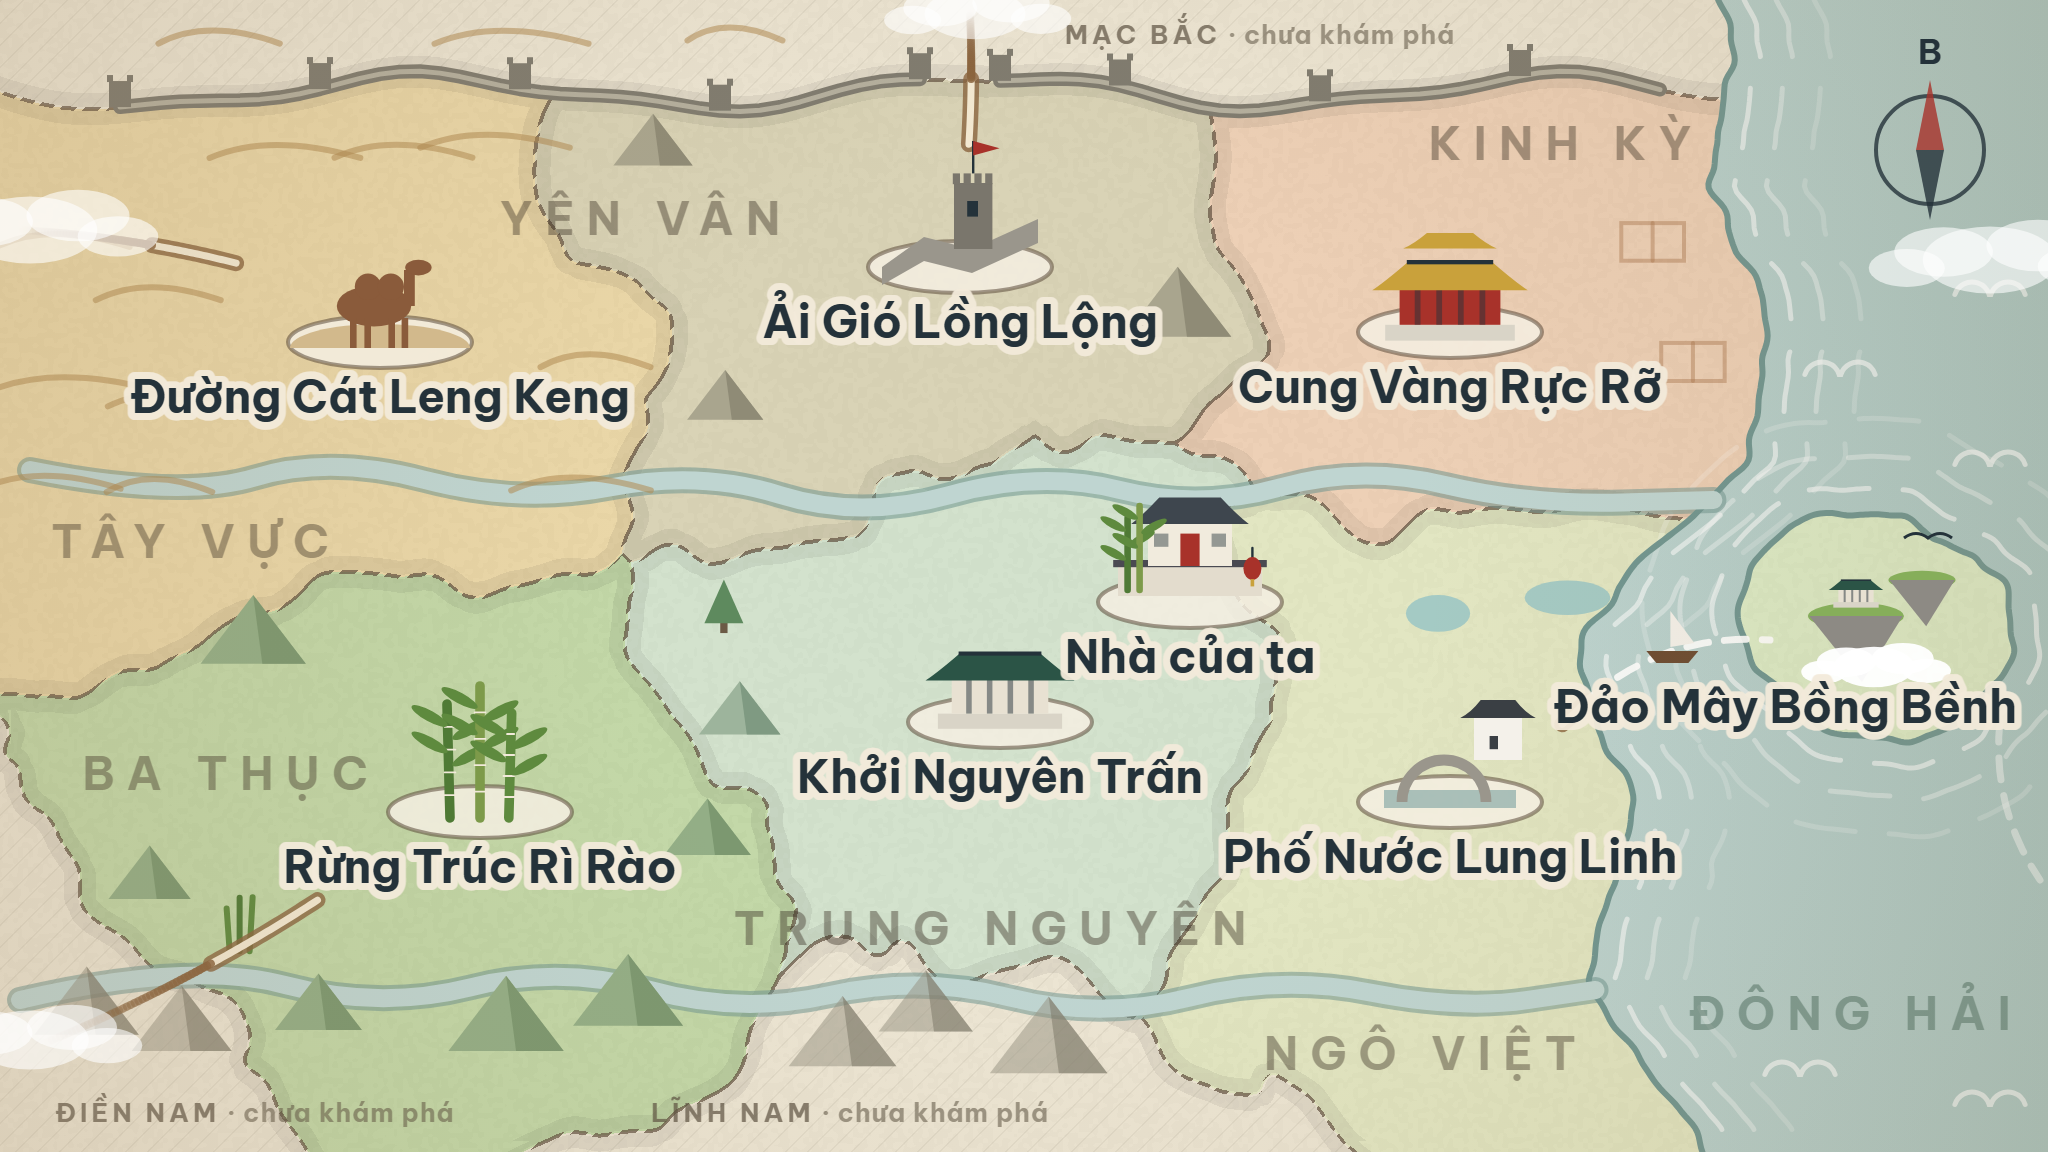 MẠC BẮC · chưa khám phá
B
KINH KỲ
YÊN VÂN
Ải Gió Lồng Lộng
Cung Vàng Rực Rỡ
Đường Cát Leng Keng
TÂY VỰC
Nhà của ta
Đảo Mây Bồng Bềnh
BA THỤC
Khởi Nguyên Trấn
Rừng Trúc Rì Rào
Phố Nước Lung Linh
TRUNG NGUYÊN
ĐÔNG HẢI
NGÔ VIỆT
ĐIỀN NAM · chưa khám phá
LĨNH NAM · chưa khám phá